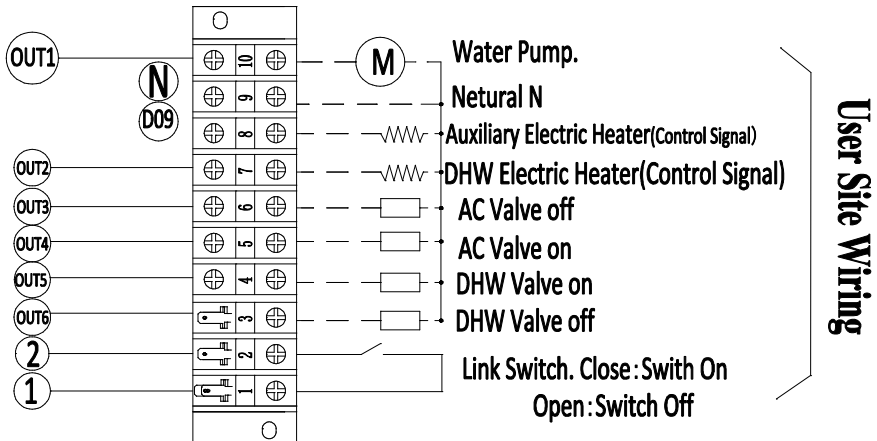 OUT1 10 M Water Pump.
N 9 Netural N
D09 8 Auxiliary Electric Heater(Control Signal)
OUT2 7 DHW Electric Heater(Control Signal)
OUT3 6 AC Valve off
OUT4 5 AC Valve on
OUT5 4 DHW Valve on
OUT6 3 DHW Valve off
2 2 Link Switch. Close:Swith On
1 1 Open:Switch Off
User Site Wiring